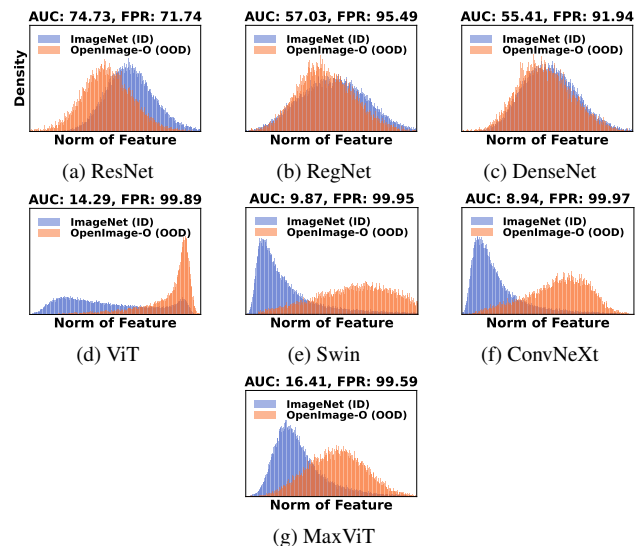 AUC: 74.73, FPR: 71.74
ImageNet (ID)
OpenImage-O (OOD)
Density
Norm of Feature
(a) ResNet
AUC: 57.03, FPR: 95.49
ImageNet (ID)
OpenImage-O (OOD)
Norm of Feature
(b) RegNet
AUC: 55.41, FPR: 91.94
ImageNet (ID)
OpenImage-O (OOD)
Norm of Feature
(c) DenseNet
AUC: 14.29, FPR: 99.89
ImageNet (ID)
OpenImage-O (OOD)
Norm of Feature
(d) ViT
AUC: 9.87, FPR: 99.95
ImageNet (ID)
OpenImage-O (OOD)
Norm of Feature
(e) Swin
AUC: 8.94, FPR: 99.97
ImageNet (ID)
OpenImage-O (OOD)
Norm of Feature
(f) ConvNeXt
AUC: 16.41, FPR: 99.59
ImageNet (ID)
OpenImage-O (OOD)
Norm of Feature
(g) MaxViT